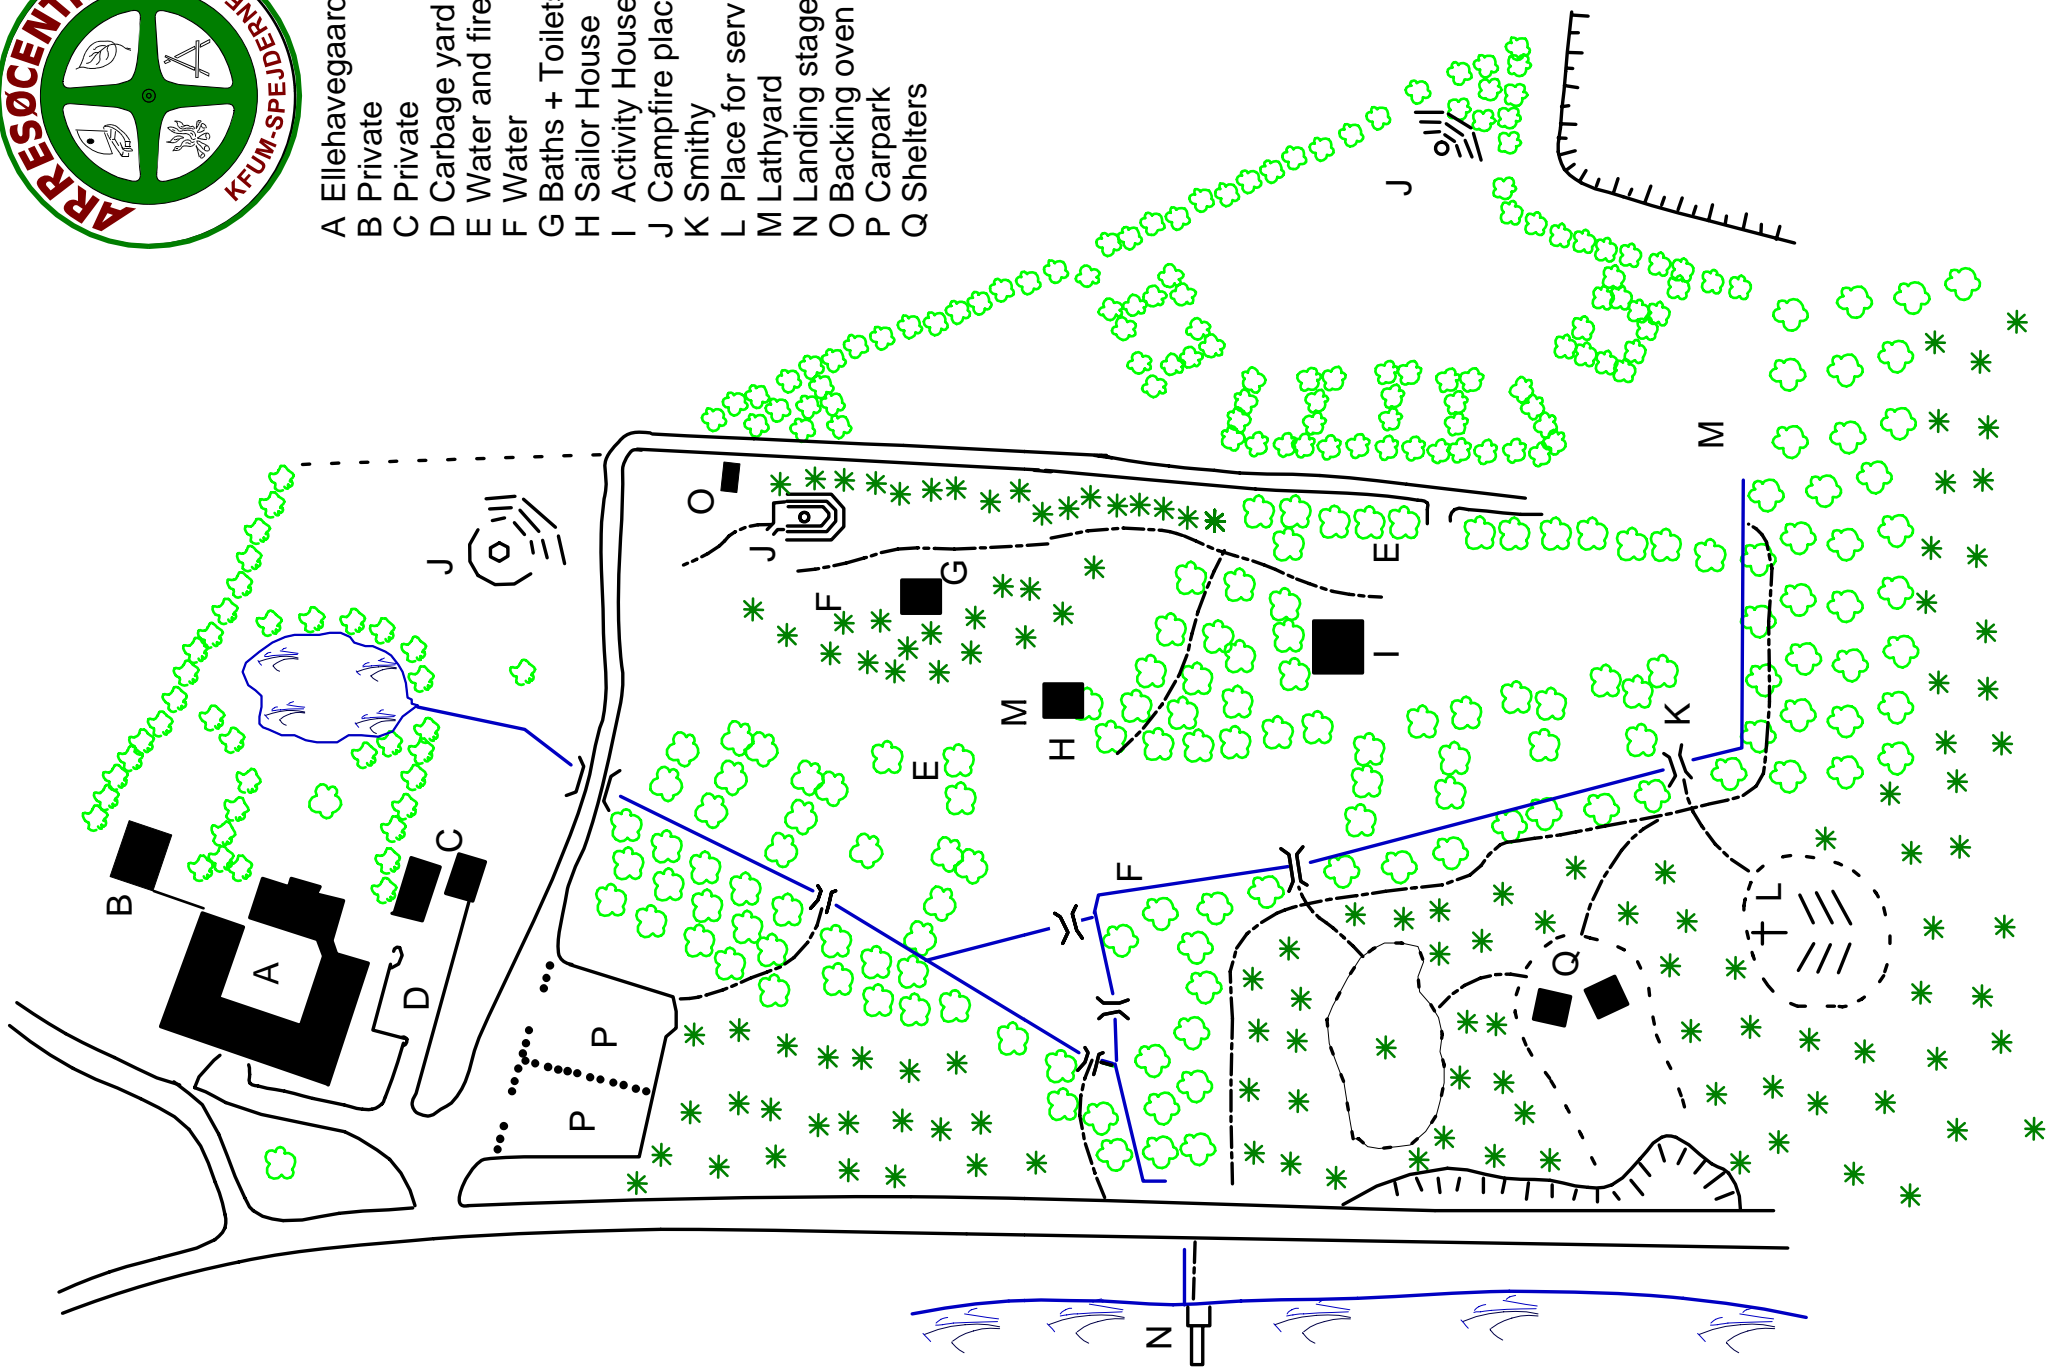 ARRESØCENT
KFUM-SPEJDERNE
A Ellehavegaard
B Private
C Private
D Carbage yard
E Water and fire
F Water
G Baths + Toilets
H Sailor House
I Activity House
J Campfire plac
K Smithy
L Place for serv
M Lathyard
N Landing stage
O Backing oven
P Carpark
Q Shelters
J
J
O
J
M
E
G
F
I
M
H
K
E
B
C
F
L
A
D
Q
P
P
N